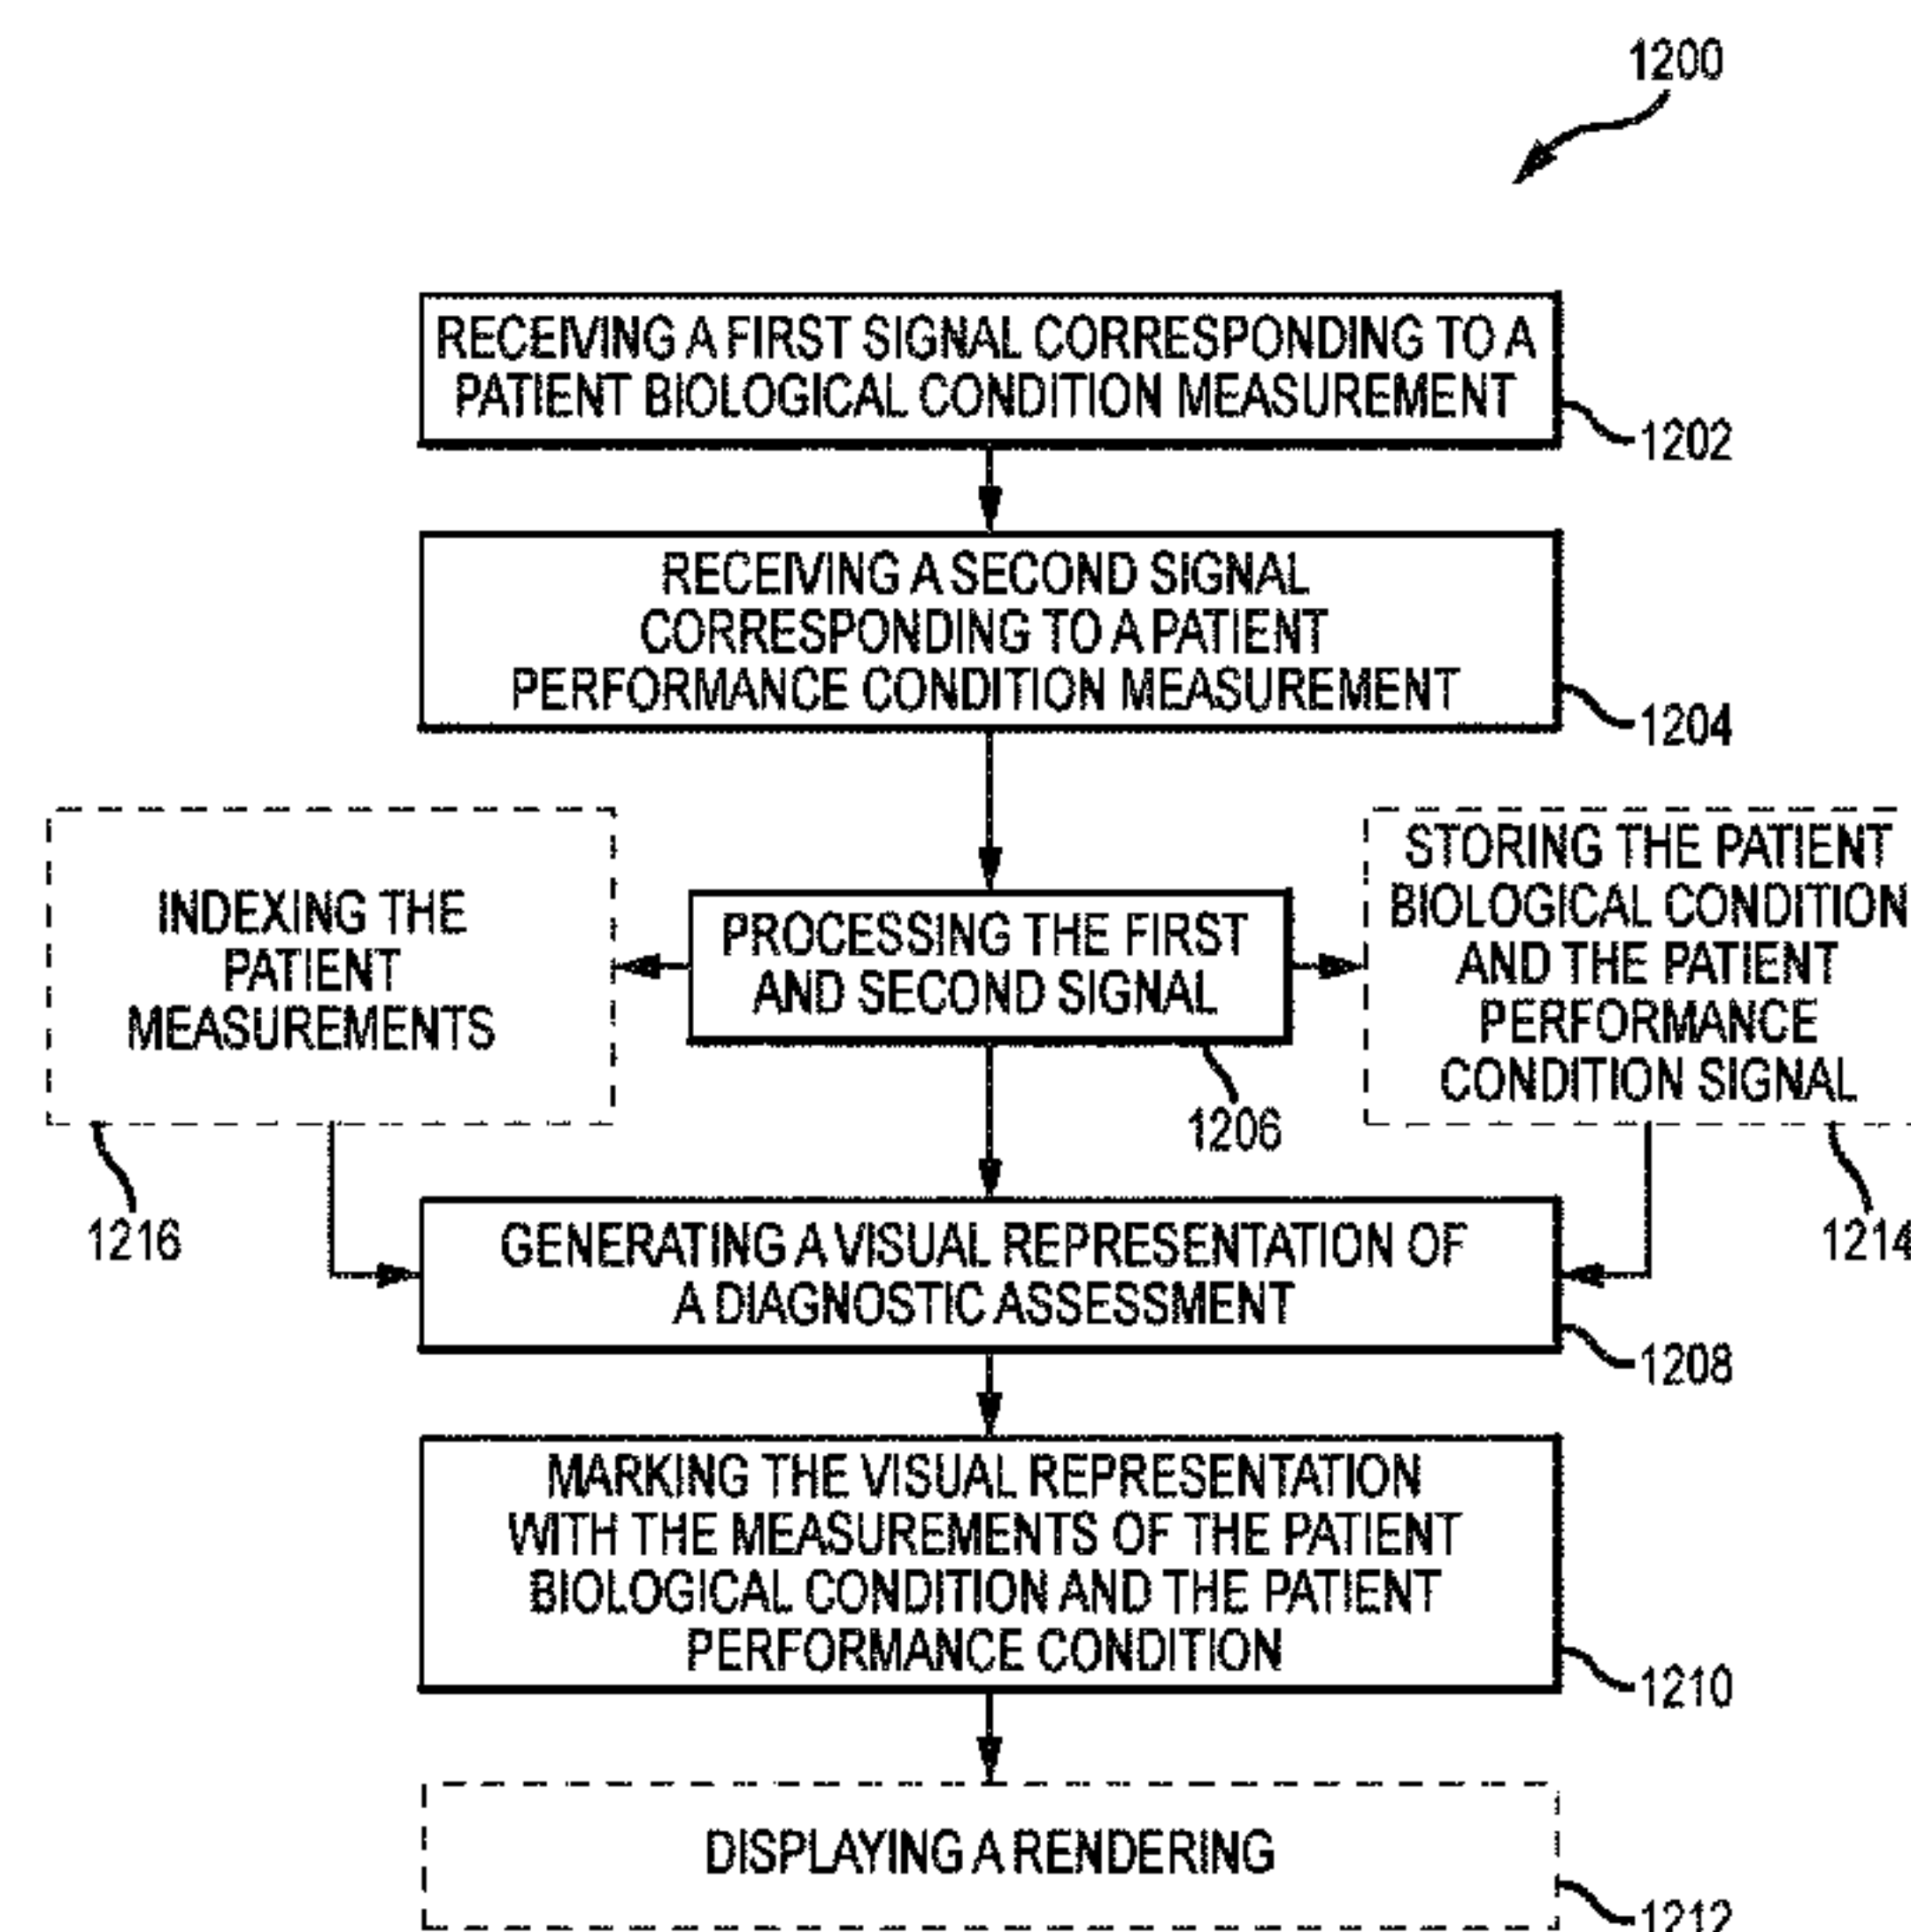 1200
RECEIVING A FIRST SIGNAL CORRESPONDING TO A
PATIENT BIOLOGICAL CONDITION MEASUREMENT
1202
RECEIVING A SECOND SIGNAL
CORRESPONDING TO A PATIENT
PERFORMANCE CONDITION MEASUREMENT
1204
INDEXING THE
PATIENT
MEASUREMENTS
1216
PROCESSING THE FIRST
AND SECOND SIGNAL
1206
STORING THE PATIENT
BIOLOGICAL CONDITION
AND THE PATIENT
PERFORMANCE
CONDITION SIGNAL
1214
GENERATING A VISUAL REPRESENTATION OF
A DIAGNOSTIC ASSESSMENT
1208
MARKING THE VISUAL REPRESENTATION
WITH THE MEASUREMENTS OF THE PATIENT
BIOLOGICAL CONDITION AND THE PATIENT
PERFORMANCE CONDITION
1210
DISPLAYING A RENDERING
1212